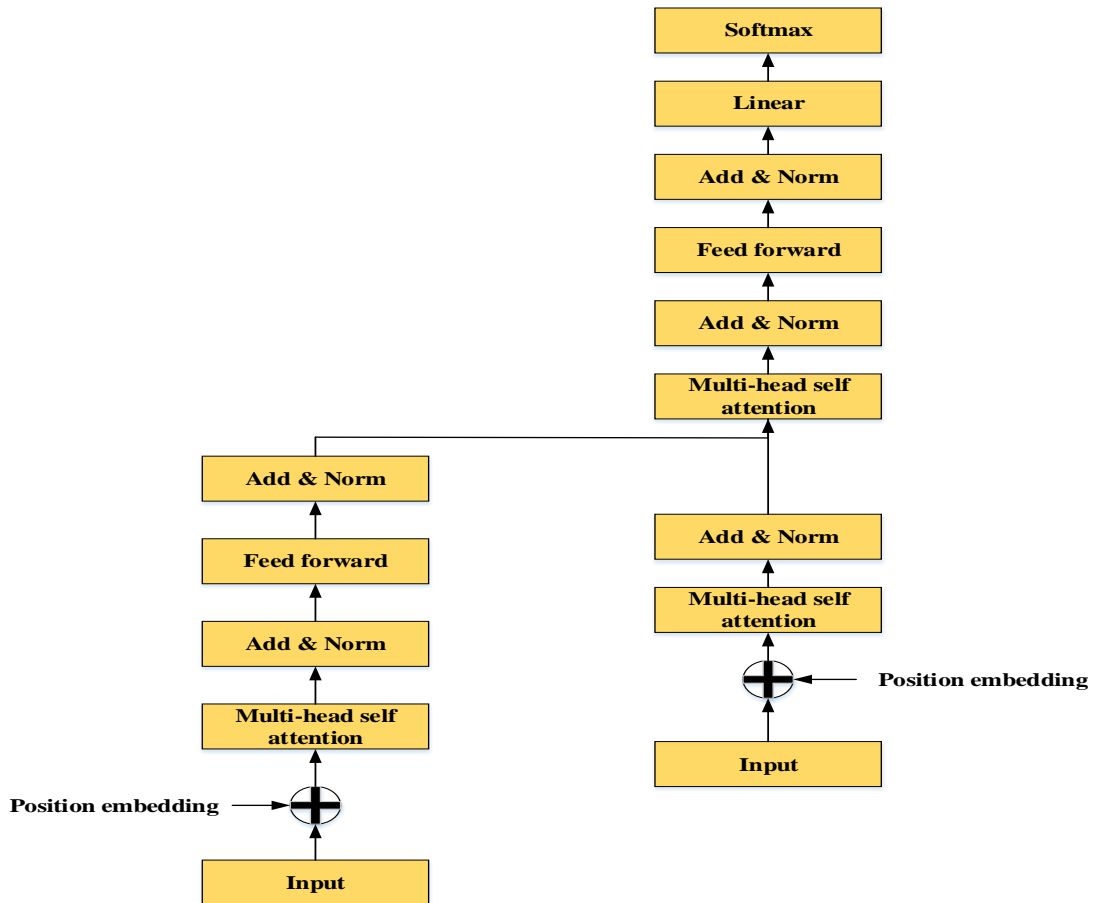 Softmax
Linear
Add & Norm
Feed forward
Add & Norm
Multi-head self
attention
Add & Norm
Feed forward
Add & Norm
Multi-head self
attention
Position embedding
Input
Add & Norm
Multi-head self
attention
Position embedding
Input